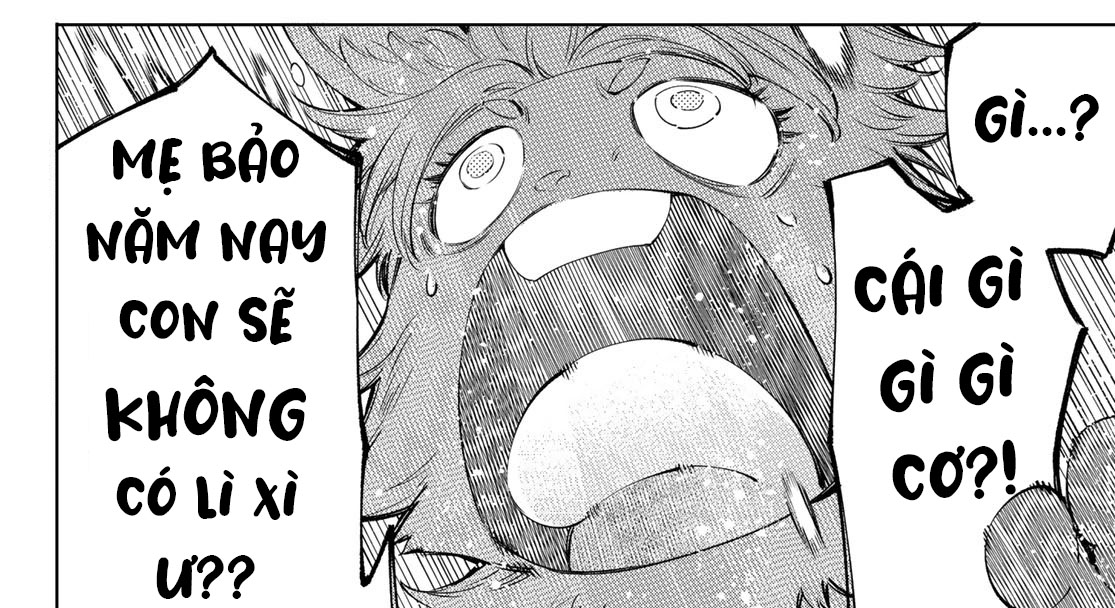 GÌ...?
CÁI GÌ
GÌ GÌ
CƠ?!
MẸ BẢO
NĂM NAY
CON SẼ
KHÔNG
CÓ LÌ XÌ
Ư??